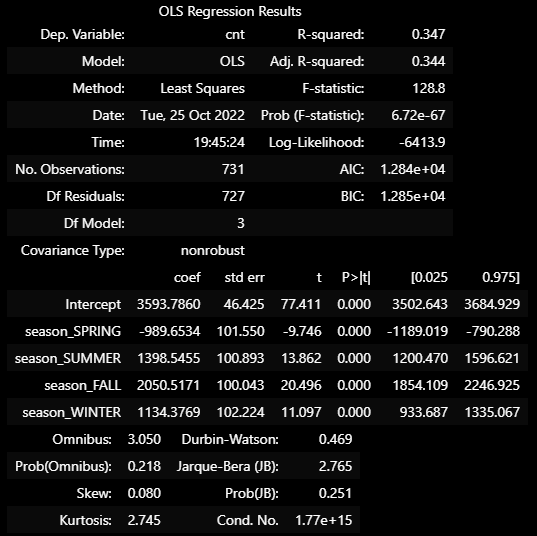 OLS Regression Results
Dep. Variable: cnt R-squared: 0.347
Model: OLS Adj. R-squared: 0.344
Method: Least Squares F-statistic: 128.8
Date: Tue, 25 Oct 2022 Prob (F-statistic): 6.72e-67
Time: 19:45:24 Log-Likelihood: -6413.9
No. Observations: 731 AIC: 1.284e+04
Df Residuals: 727 BIC: 1.285e+04
Df Model: 3
Covariance Type: nonrobust
coef std err t P>|t| [0.025 0.975]
Intercept 3593.7860 46.425 77.411 0.000 3502.643 3684.929
season_SPRING -989.6534 101.550 -9.746 0.000 -1189.019 -790.288
season_SUMMER 1398.5455 100.893 13.862 0.000 1200.470 1596.621
season_FALL 2050.5171 100.043 20.496 0.000 1854.109 2246.925
season_WINTER 1134.3769 102.224 11.097 0.000 933.687 1335.067
Omnibus: 3.050 Durbin-Watson: 0.469
Prob(Omnibus): 0.218 Jarque-Bera (JB): 2.765
Skew: 0.080 Prob(JB): 0.251
Kurtosis: 2.745 Cond. No. 1.77e+15